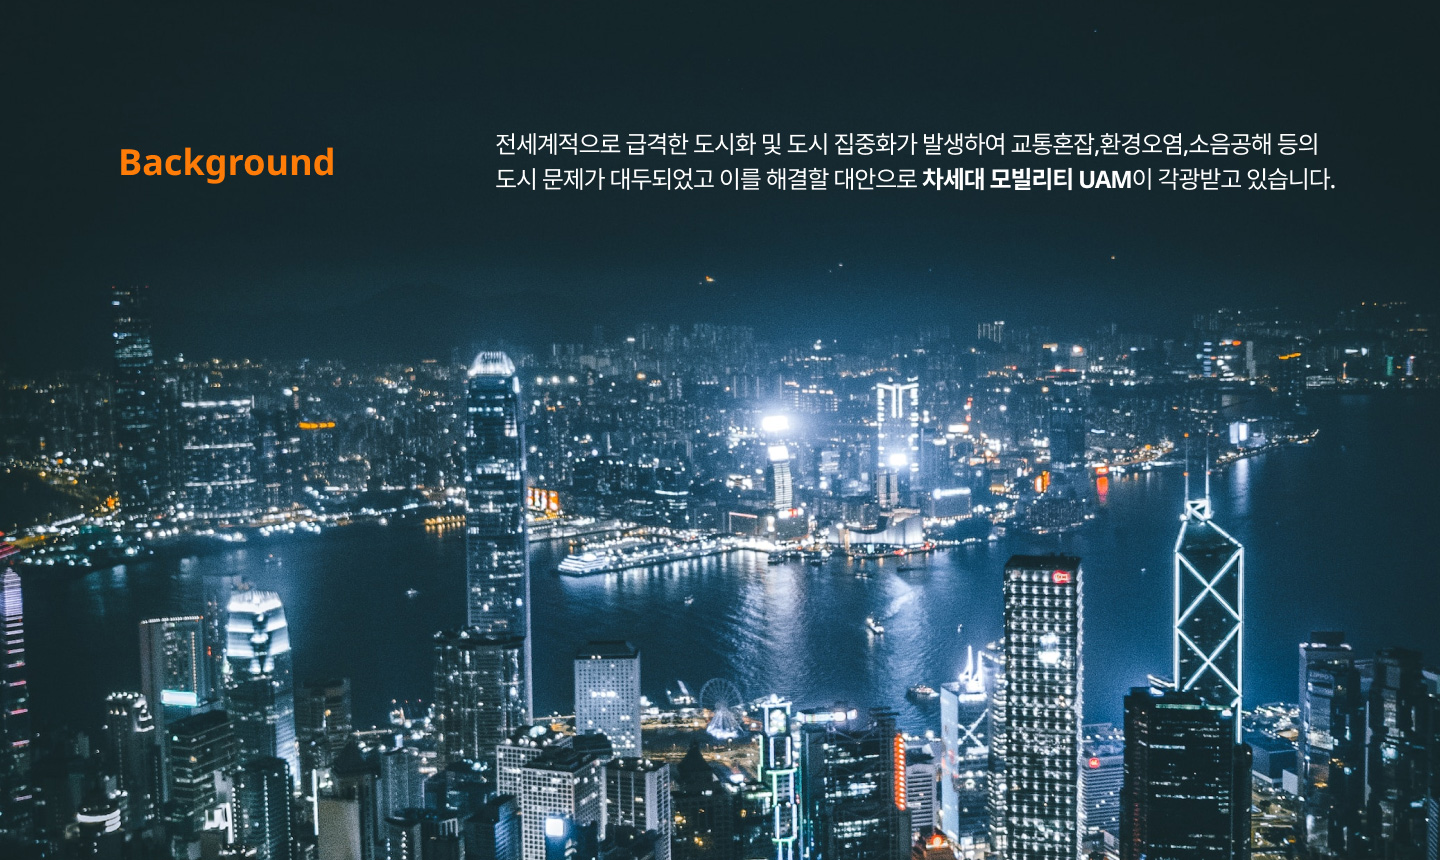 Background
전세계적으로 급격한 도시화 및 도시 집중화가 발생하여 교통혼잡,환경오염,소음공해 등의
도시 문제가 대두되었고 이를 해결할 대안으로 차세대 모빌리티 UAM이 각광받고 있습니다.